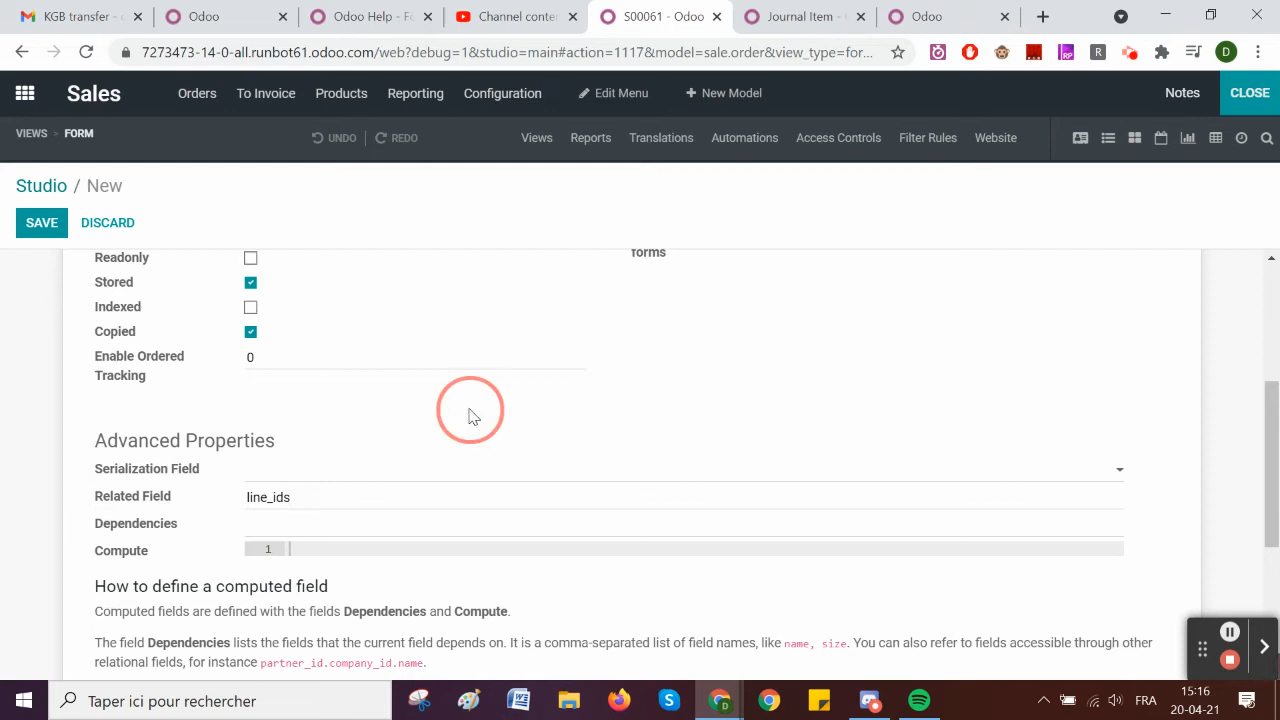 KGB transfer - Odoo Odoo Help - Fo Channel conten S00061 - Odoo Journal Item - Odoo
7273473-14-0-all.runbot61.odoo.com/web?debug=1&studio=main#action=1117&model=sale.order&view_type=for... R RP D
Sales Orders To Invoice Products Reporting Configuration Edit Menu + New Model Notes CLOSE
VIEWS > FORM UNDO REDO Views Reports Translations Automations Access Controls Filter Rules Website
Studio / New
SAVE DISCARD
Readonly
forms
Stored
Indexed
Copied
Enable Ordered 0
Tracking
Advanced Properties
Serialization Field
Related Field line_ids
Dependencies
Compute 1
How to define a computed field
Computed fields are defined with the fields Dependencies and Compute.
The field Dependencies lists the fields that the current field depends on. It is a comma-separated list of field names, like name, size. You can also refer to fields accessible through other
relational fields, for instance partner_id.company_id.name.
Taper ici pour rechercher FRA 15:16
20-04-21